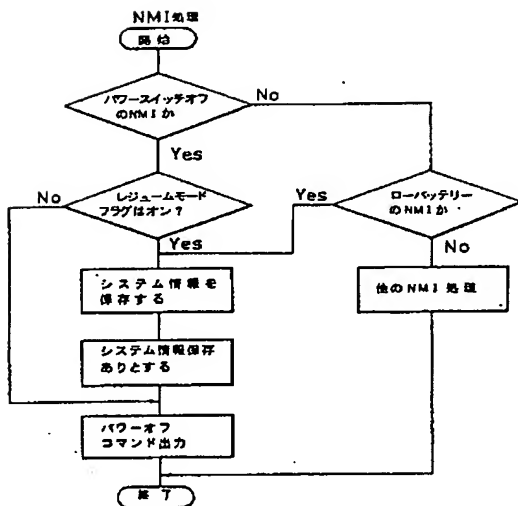 NMI処理
開始
パワースイッチオフ
のNMIか
No
Yes
No
レジュームモード
フラグはオン？
Yes
ローバッテリー
のNMIか
Yes
No
システム情報を
保存する
他のNMI処理
システム情報保存
ありとする
パワーオフ
コマンド出力
終了